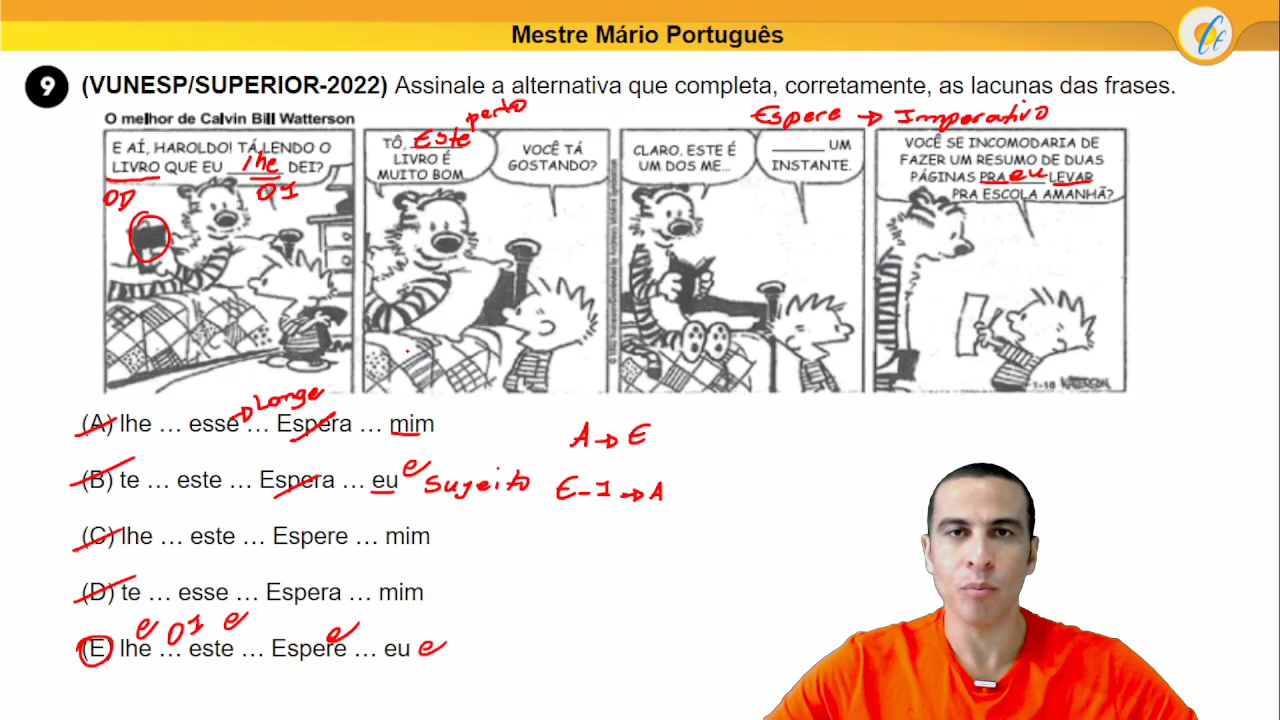 Mestre Mário Português
9 (VUNESP/SUPERIOR-2022) Assinale a alternativa que completa, corretamente, as lacunas das frases.
O melhor de Calvin Bill Watterson
E AÍ, HAROLDO! TÁ LENDO O
LIVRO QUE EU lhe DEI?
OD
OI
perto
TÔ, Este
LIVRO É
MUITO BOM
VOCÊ TÁ
GOSTANDO?
Espere → Imperativo
CLARO. ESTE É
UM DOS ME...
______ UM
INSTANTE.
VOCÊ SE INCOMODARIA DE
FAZER UM RESUMO DE DUAS
PÁGINAS PRA eu LEVAR
PRA ESCOLA AMANHÃ?
→ Longe
(A) lhe … esse … Espera … mim
(B) te … este … Espera … eu e Sujeito
(C) lhe … este … Espere … mim
(D) te … esse … Espera … mim
e OI e e
(E) lhe … este … Espere … eu e
A → E
E-I → A